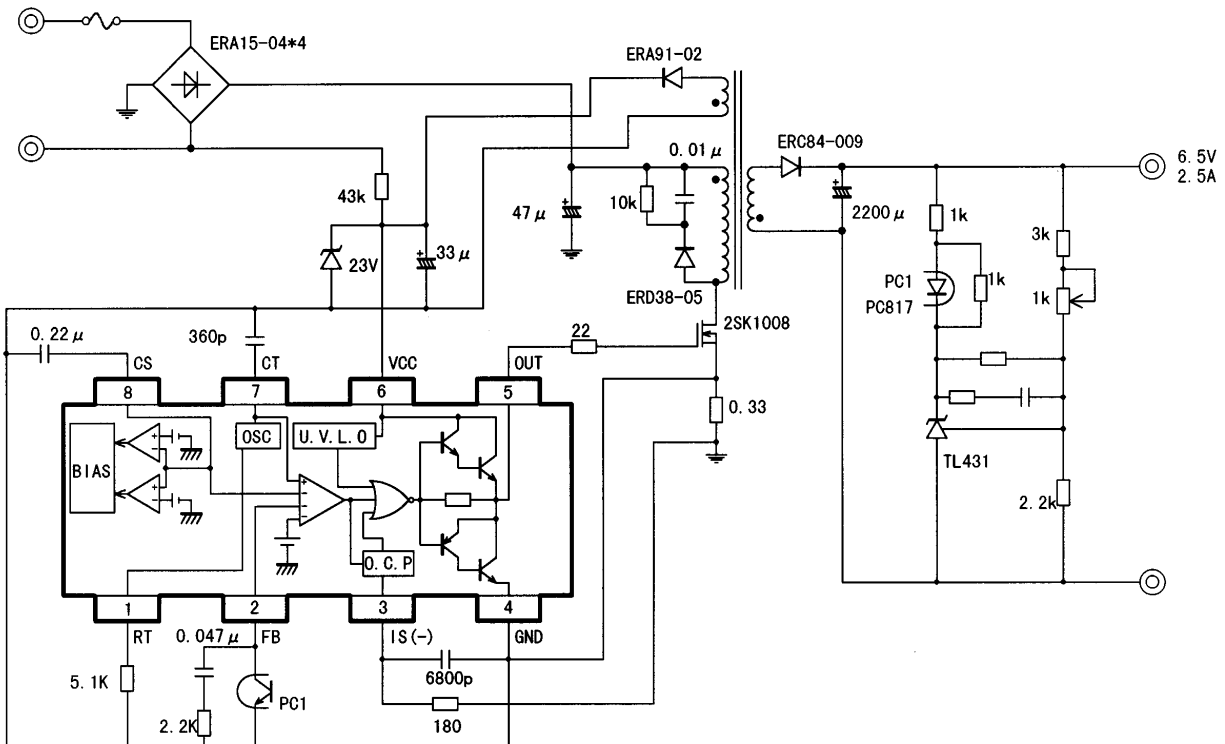 ERA15-04*4
ERA91-02
ERC84-009
6.5V
2.5A
0.01μ
43k
10k
47μ
2200μ
1k
3k
23V
33μ
PC1
PC817
1k
1k
ERD38-05
0.22μ
360p
22
2SK1008
CS
CT
VCC
OUT
8
7
6
5
0.33
OSC
U.V.L.O
BIAS
TL431
2.2k
O.C.P
1
2
3
4
RT
0.047μ
FB
IS(-)
GND
5.1K
6800p
2.2K
PC1
180